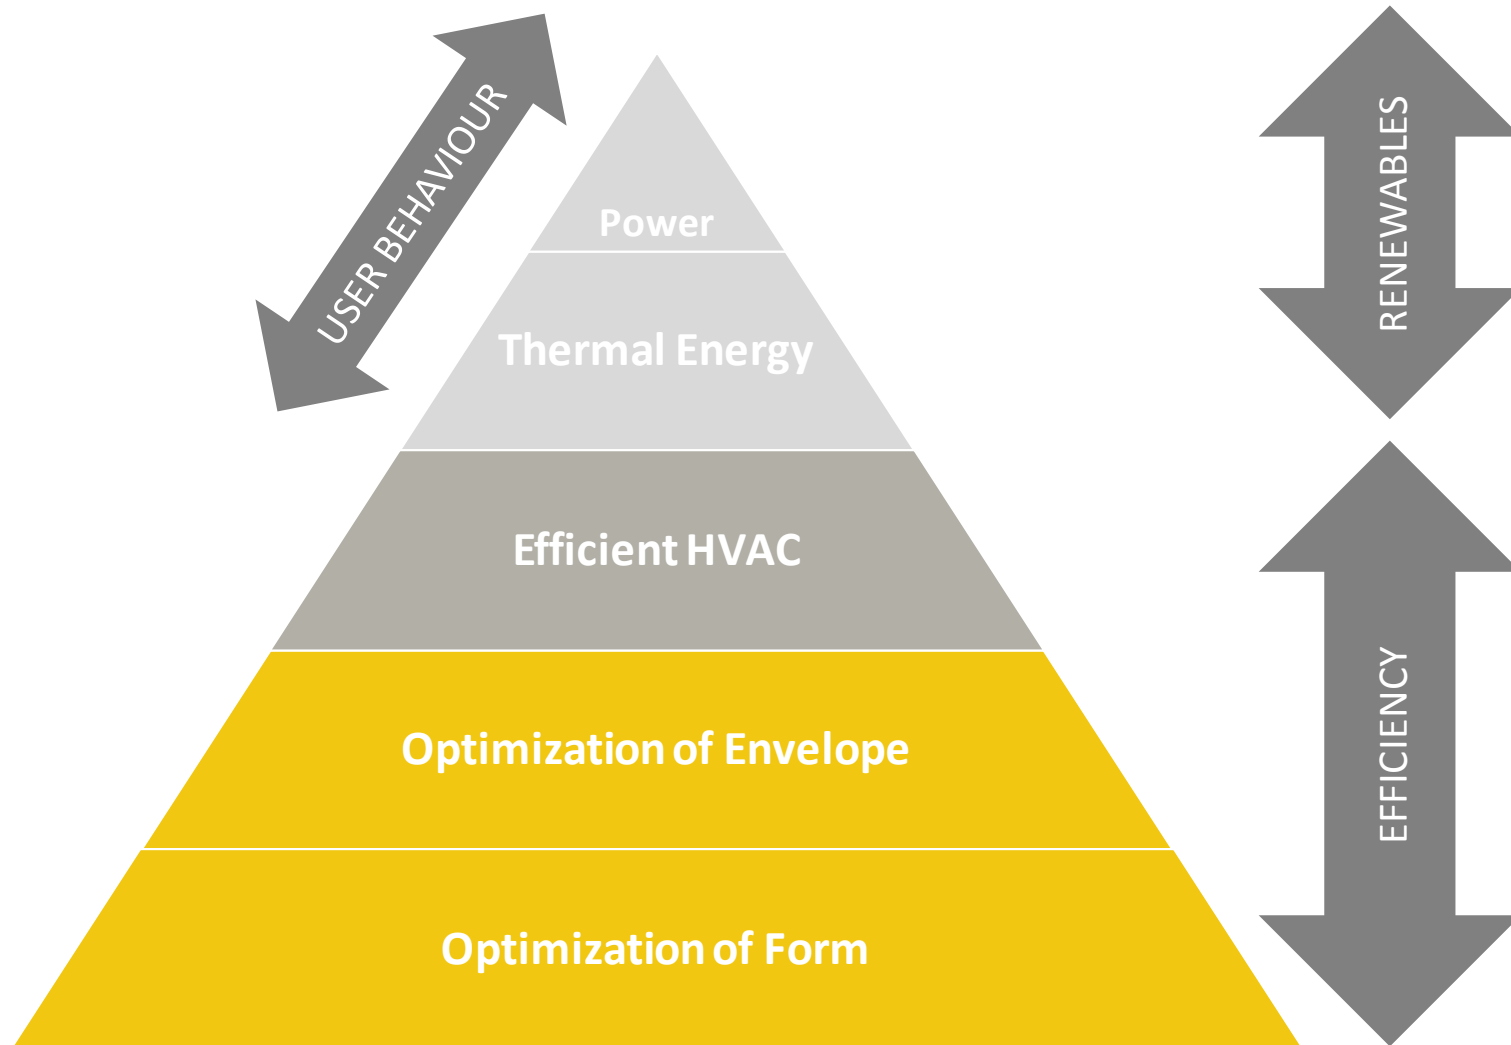 USER BEHAVIOUR
RENEWABLES
Power
Thermal Energy
Efficient HVAC
Optimization of Envelope
EFFICIENCY
Optimization of Form